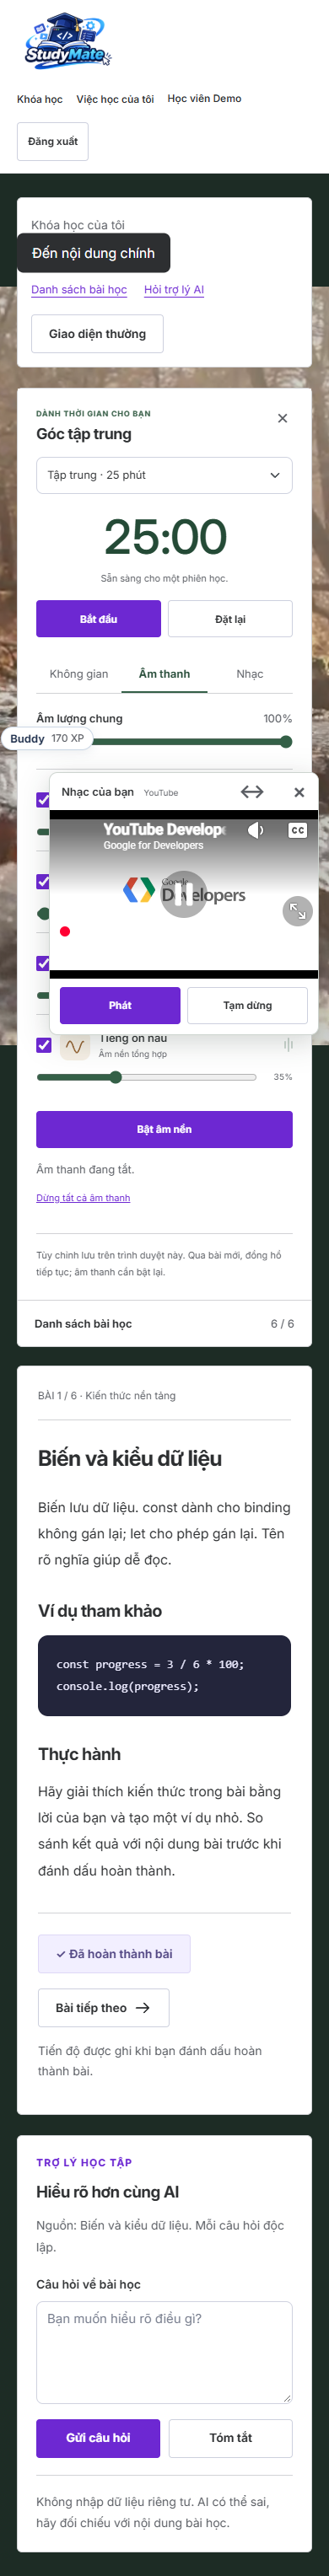 StudyMate
Khóa học
Việc học của tôi
Học viên Demo
Đăng xuất
Khóa học của tôi
Đến nội dung chính
Danh sách bài học
Hỏi trợ lý AI
Giao diện thường
DÀNH THỜI GIAN CHO BẠN
Góc tập trung
Tập trung · 25 phút
25:00
Sẵn sàng cho một phiên học.
Bắt đầu
Đặt lại
Không gian
Âm thanh
Nhạc
Âm lượng chung
100%
Buddy 170 XP
Nhạc của bạn YouTube
YouTube Develop
Google for Developers
CC
Google
Developers
Phát
Tạm dừng
Tiếng ồn nâu
Âm nền tổng hợp
35%
Bật âm nền
Âm thanh đang tắt.
Dừng tất cả âm thanh
Tùy chỉnh lưu trên trình duyệt này. Qua bài mới, đồng hồ
tiếp tục; âm thanh cần bật lại.
Danh sách bài học
6 / 6
BÀI 1 / 6 · Kiến thức nền tảng
Biến và kiểu dữ liệu
Biến lưu dữ liệu. const dành cho binding
không gán lại; let cho phép gán lại. Tên
rõ nghĩa giúp dễ đọc.
Ví dụ tham khảo
const progress = 3 / 6 * 100;
console.log(progress);
Thực hành
Hãy giải thích kiến thức trong bài bằng
lời của bạn và tạo một ví dụ nhỏ. So
sánh kết quả với nội dung bài trước khi
đánh dấu hoàn thành.
✓ Đã hoàn thành bài
Bài tiếp theo →
Tiến độ được ghi khi bạn đánh dấu hoàn
thành bài.
TRỢ LÝ HỌC TẬP
Hiểu rõ hơn cùng AI
Nguồn: Biến và kiểu dữ liệu. Mỗi câu hỏi độc
lập.
Câu hỏi về bài học
Bạn muốn hiểu rõ điều gì?
Gửi câu hỏi
Tóm tắt
Không nhập dữ liệu riêng tư. AI có thể sai,
hãy đối chiếu với nội dung bài học.